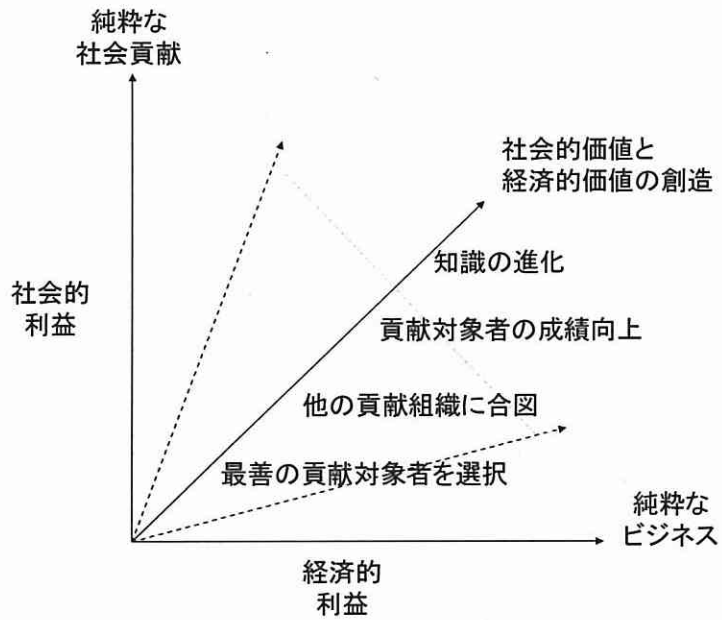 純粋な
社会貢献
社会的価値と
経済的価値の創造
知識の進化
社会的
利益
貢献対象者の成績向上
他の貢献組織に合図
最善の貢献対象者を選択
純粋な
ビジネス
経済的
利益